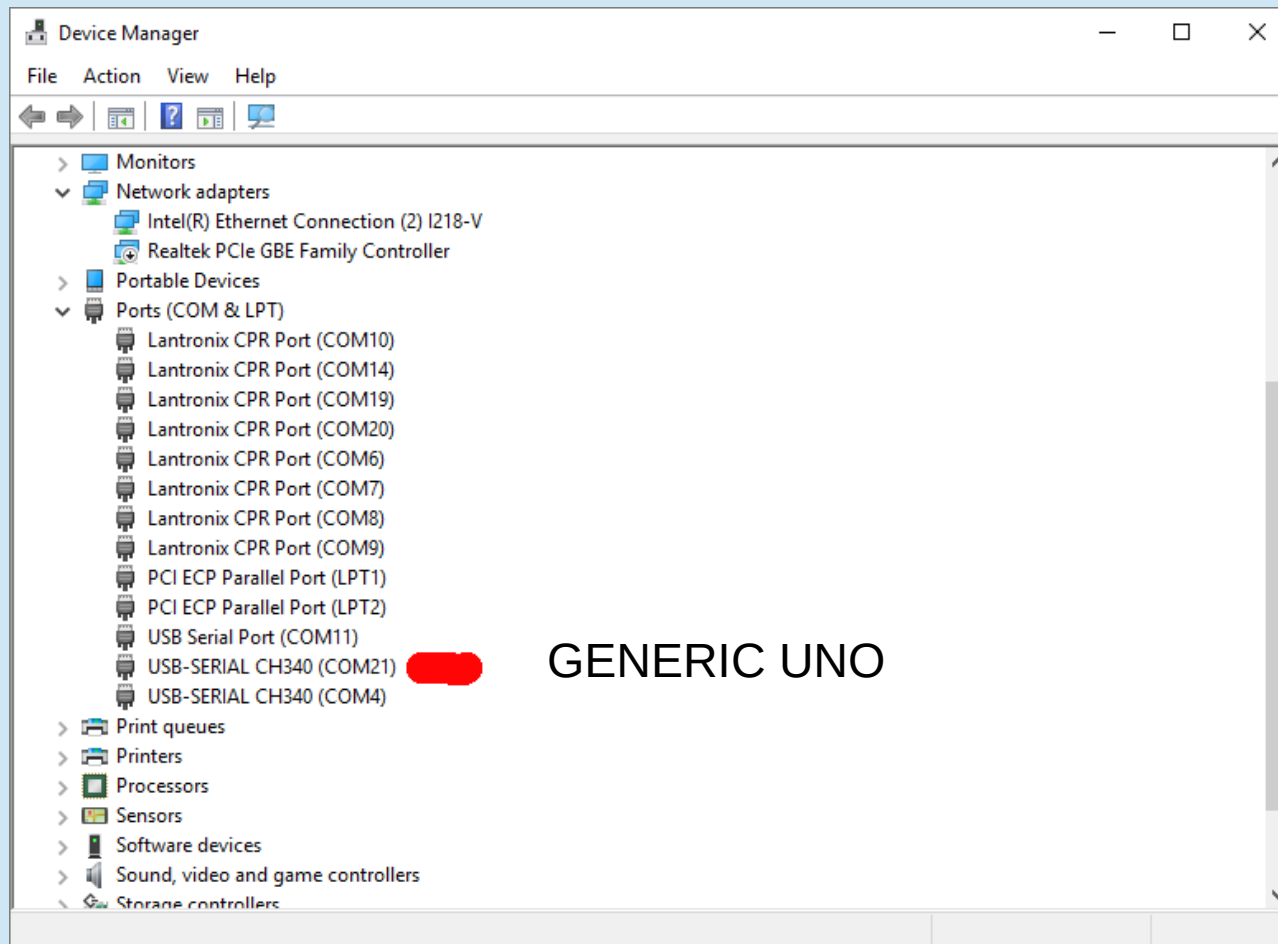 Device Manager
File Action View Help
Monitors
Network adapters
Intel(R) Ethernet Connection (2) I218-V
Realtek PCIe GBE Family Controller
Portable Devices
Ports (COM & LPT)
Lantronix CPR Port (COM10)
Lantronix CPR Port (COM14)
Lantronix CPR Port (COM19)
Lantronix CPR Port (COM20)
Lantronix CPR Port (COM6)
Lantronix CPR Port (COM7)
Lantronix CPR Port (COM8)
Lantronix CPR Port (COM9)
PCI ECP Parallel Port (LPT1)
PCI ECP Parallel Port (LPT2)
USB Serial Port (COM11)
USB-SERIAL CH340 (COM21) GENERIC UNO
USB-SERIAL CH340 (COM4)
Print queues
Printers
Processors
Sensors
Software devices
Sound, video and game controllers
Storage controllers